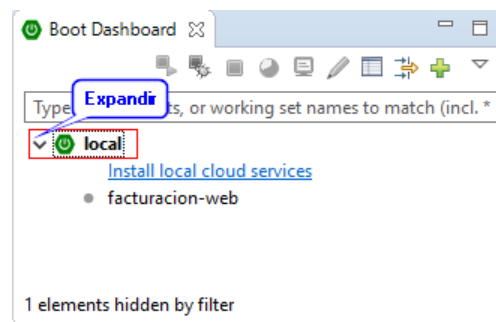 Boot Dashboard
Type Expandir ts, or working set names to match (incl. *
local
Install local cloud services
facturacion-web
1 elements hidden by filter